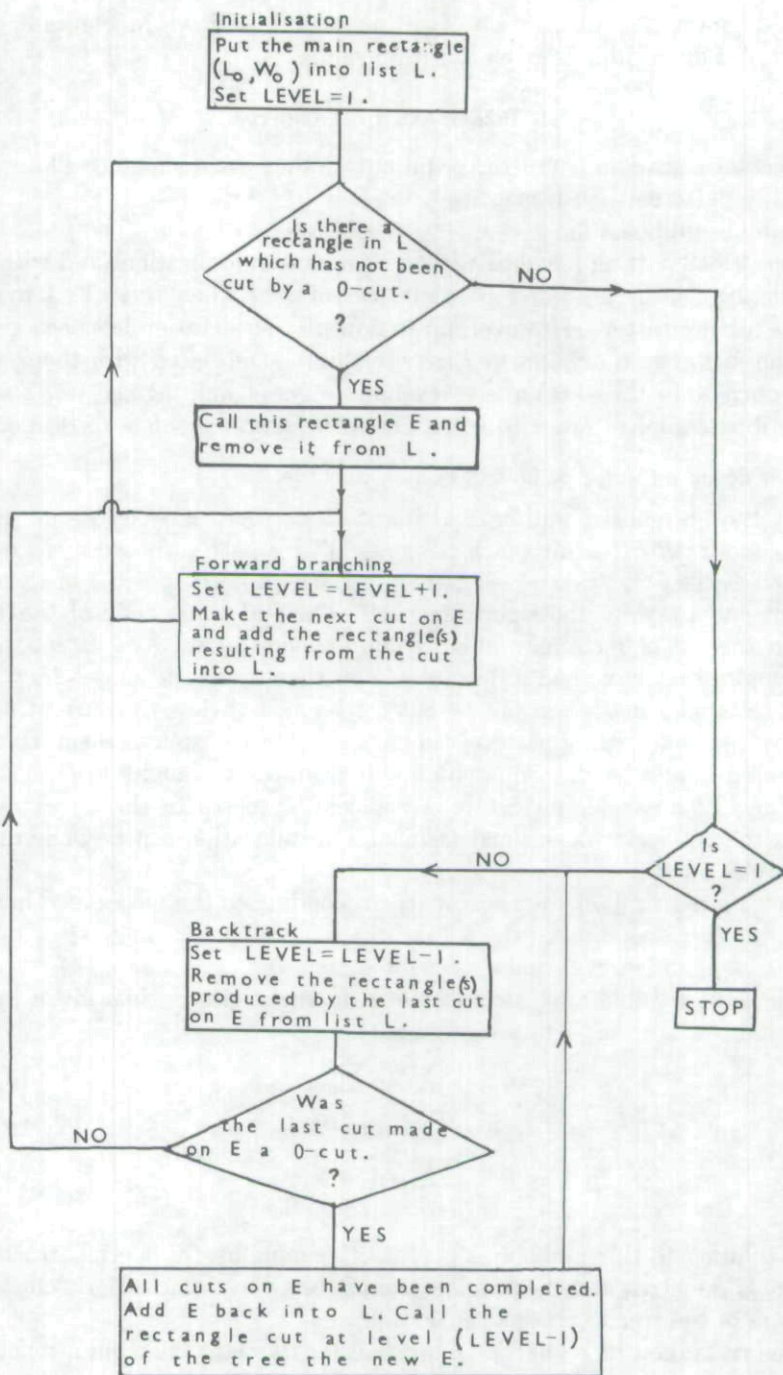 Initialisation
Put the main rectangle
(L₀,W₀) into list L.
Set LEVEL=1.
Is there a
rectangle in L
which has not been
cut by a 0-cut.
?
NO
YES
Call this rectangle E and
remove it from L.
Forward branching
Set LEVEL=LEVEL+1.
Make the next cut on E
and add the rectangle(s)
resulting from the cut
into L.
Is
LEVEL=1
?
NO
YES
STOP
Backtrack
Set LEVEL=LEVEL-1.
Remove the rectangle(s)
produced by the last cut
on E from list L.
Was
the last cut made
on E a 0-cut.
?
NO
YES
All cuts on E have been completed.
Add E back into L. Call the
rectangle cut at level (LEVEL-1)
of the tree the new E.